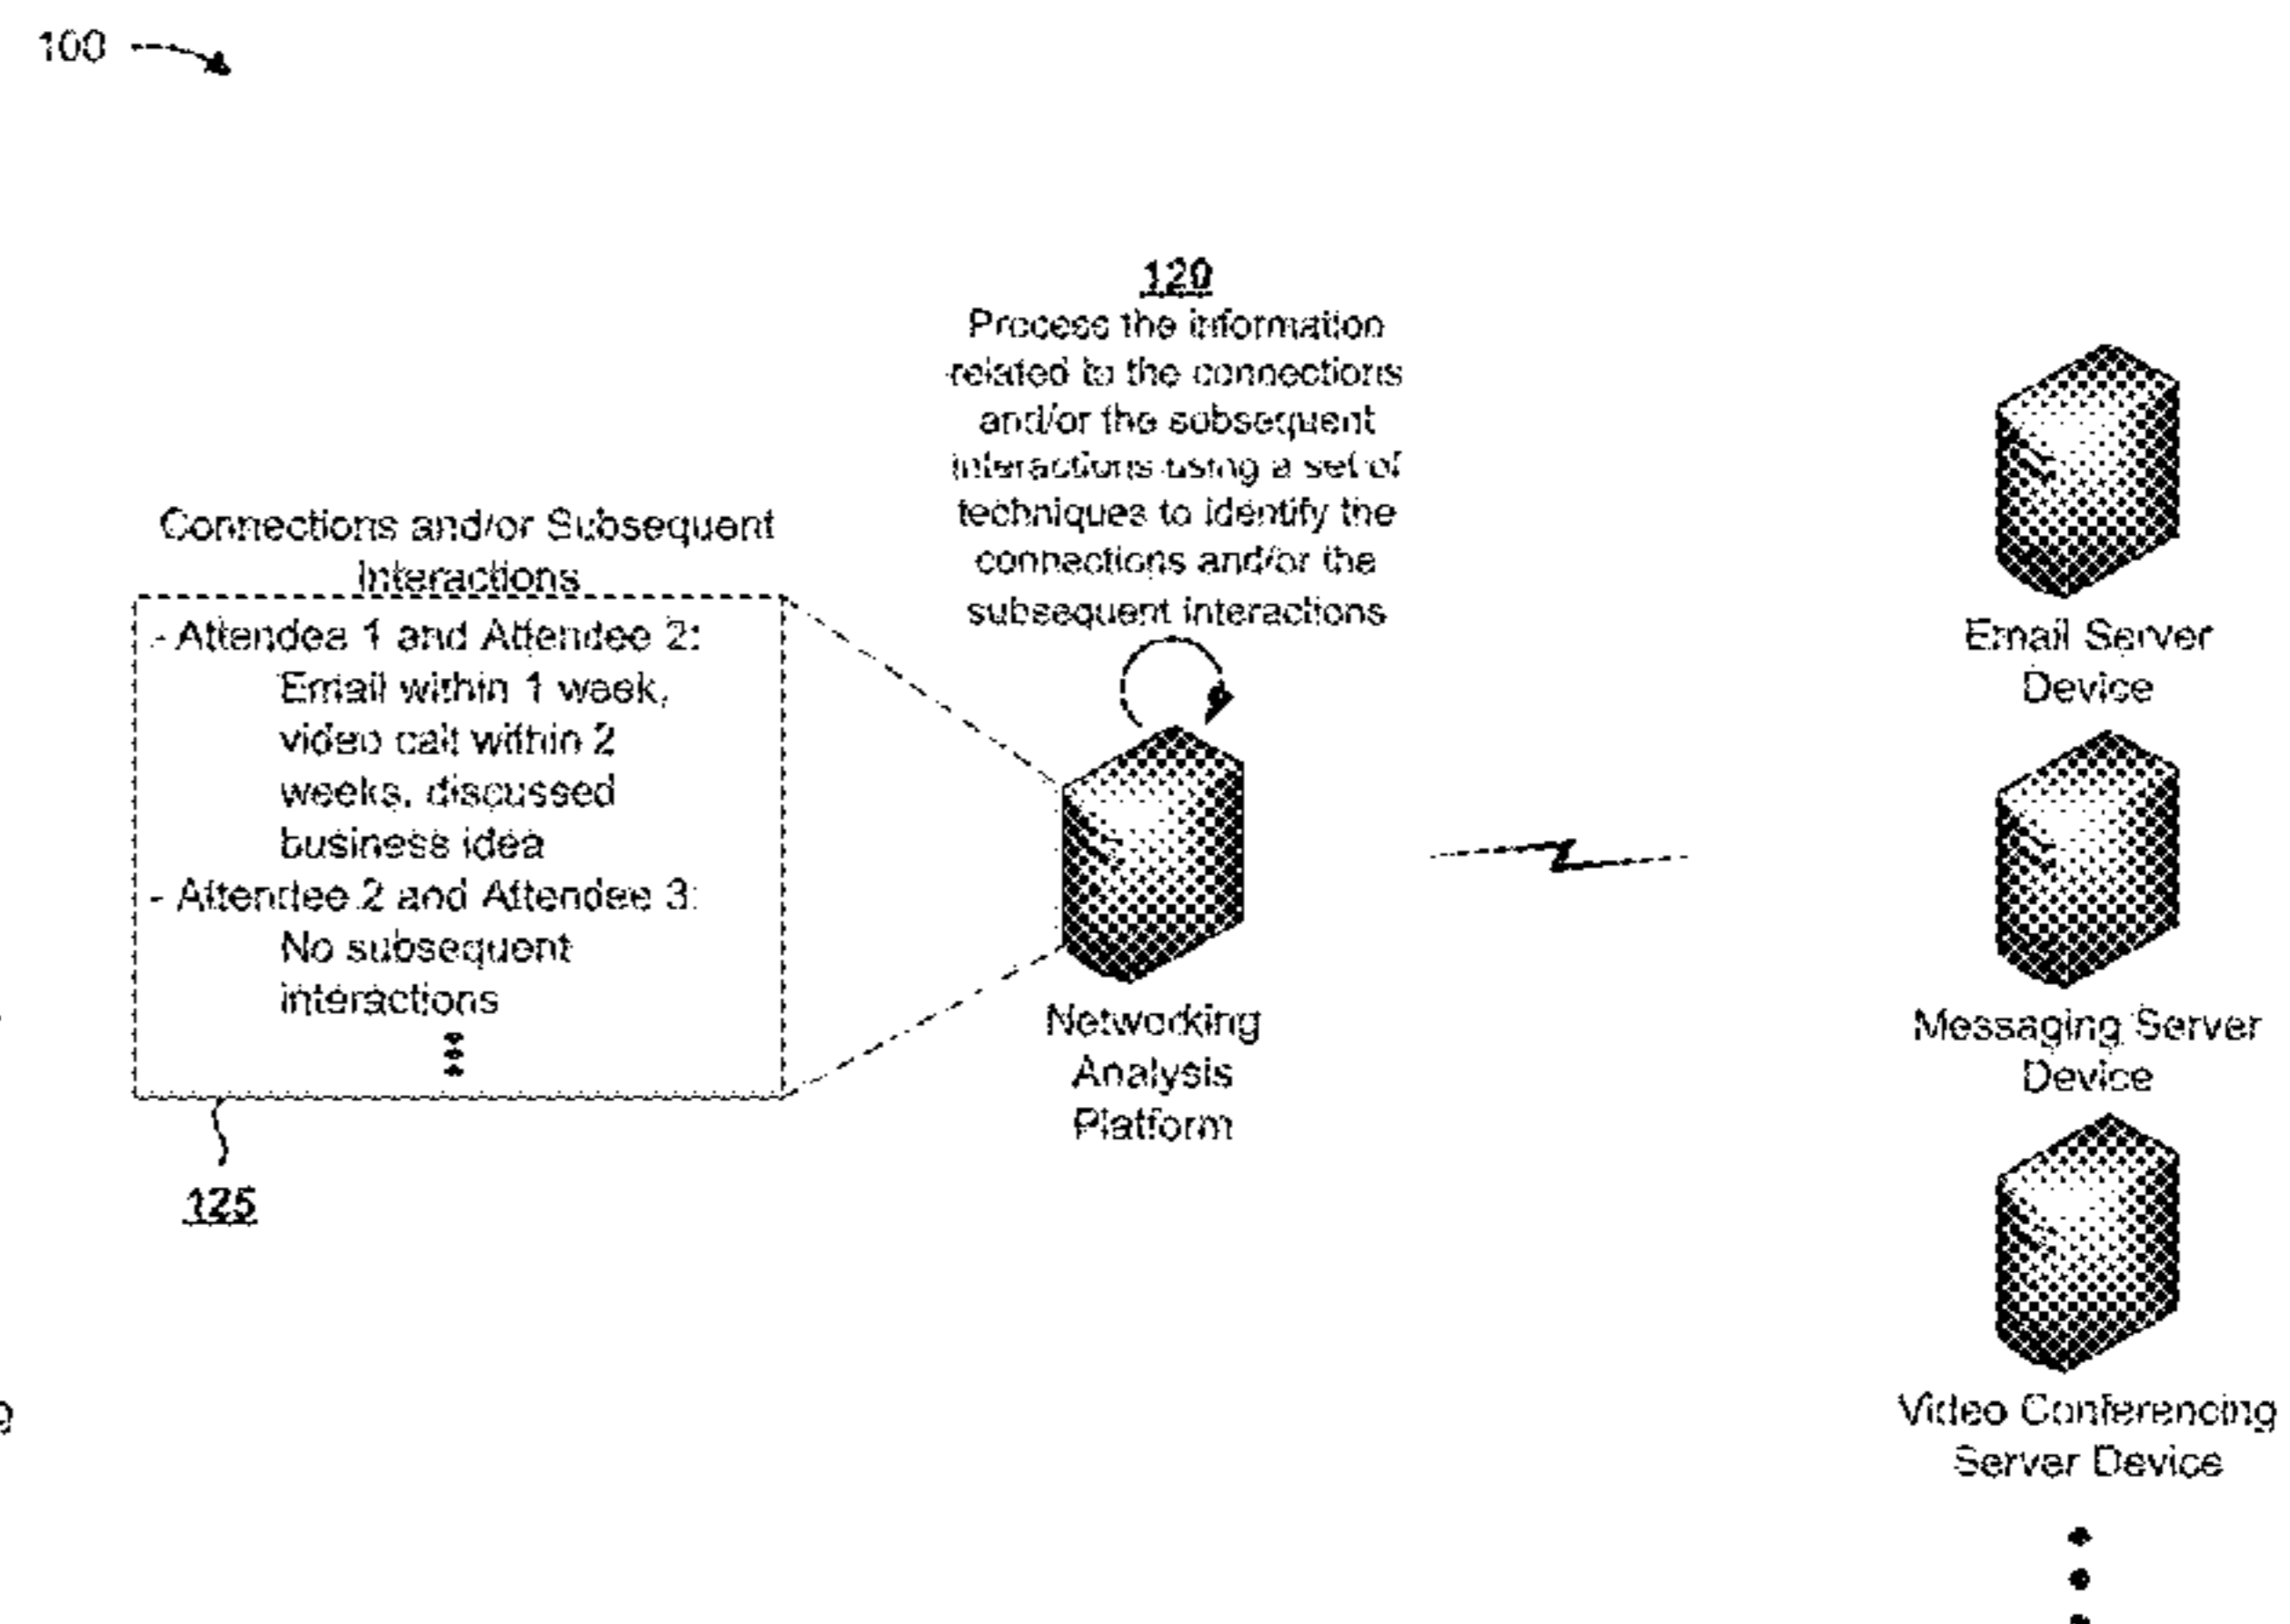 100
120
Process the information
related to the connections
and/or the subsequent
interactions using a set of
techniques to identify the
connections and/or the
subsequent interactions
Connections and/or Subsequent
Interactions
- Attendee 1 and Attendee 2:
Email within 1 week,
video call within 2
weeks, discussed
business idea
- Attendee 2 and Attendee 3:
No subsequent
interactions
125
Networking
Analysis
Platform
Email Server
Device
Messaging Server
Device
Video Conferencing
Server Device
g